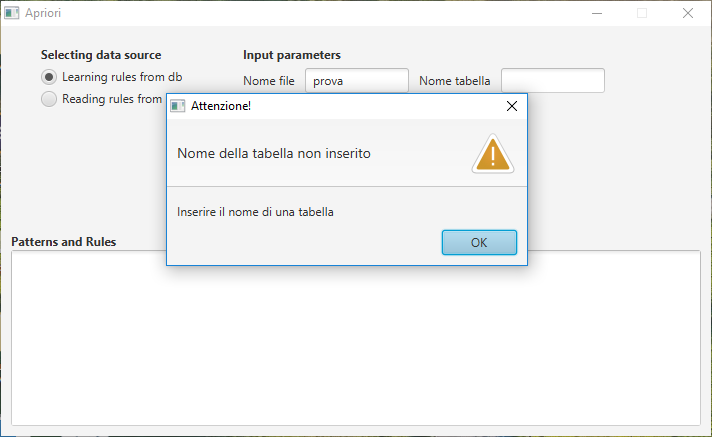 Apriori
Selecting data source
Input parameters
Learning rules from db
Nome file
prova
Nome tabella
Reading rules from
Attenzione!
Nome della tabella non inserito
Inserire il nome di una tabella
OK
Patterns and Rules